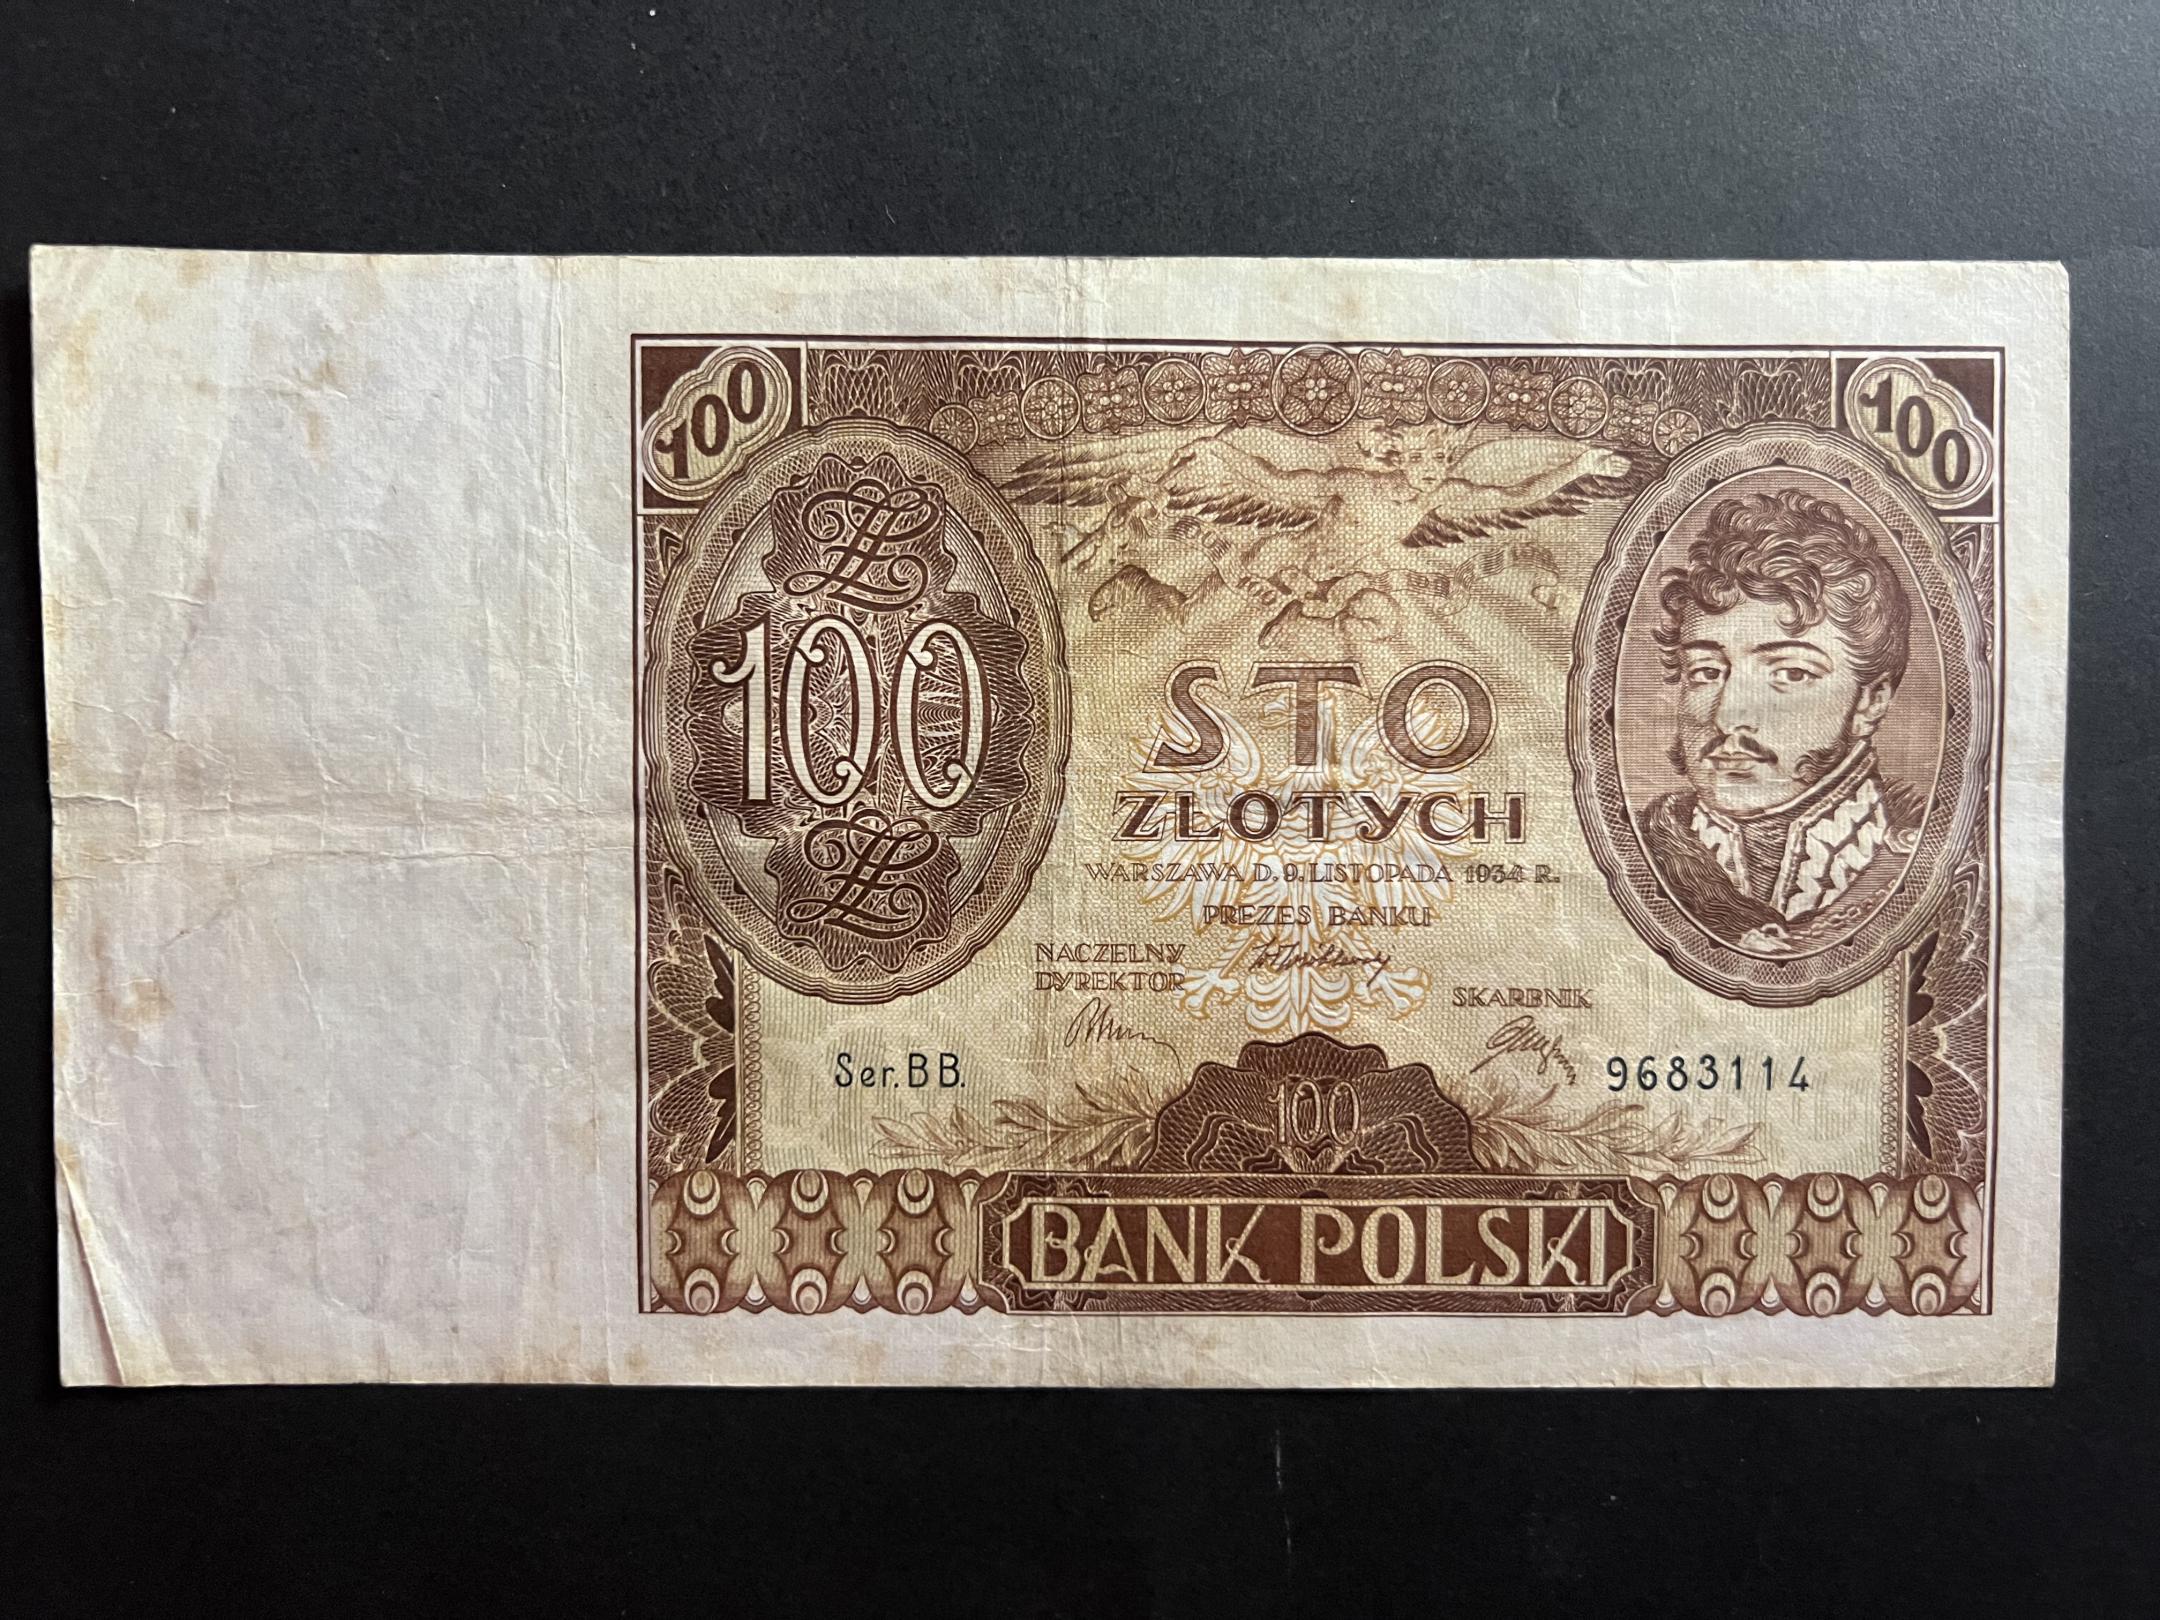 100
100
100
STO
ZŁOTYCH
WARSZAWA D. 9. LISTOPADA 1934 R.
PREZES BANKU
NACZELNY
DYREKTOR
SKARBNIK
Ser. B B. 9683114
100
BANK POLSKI